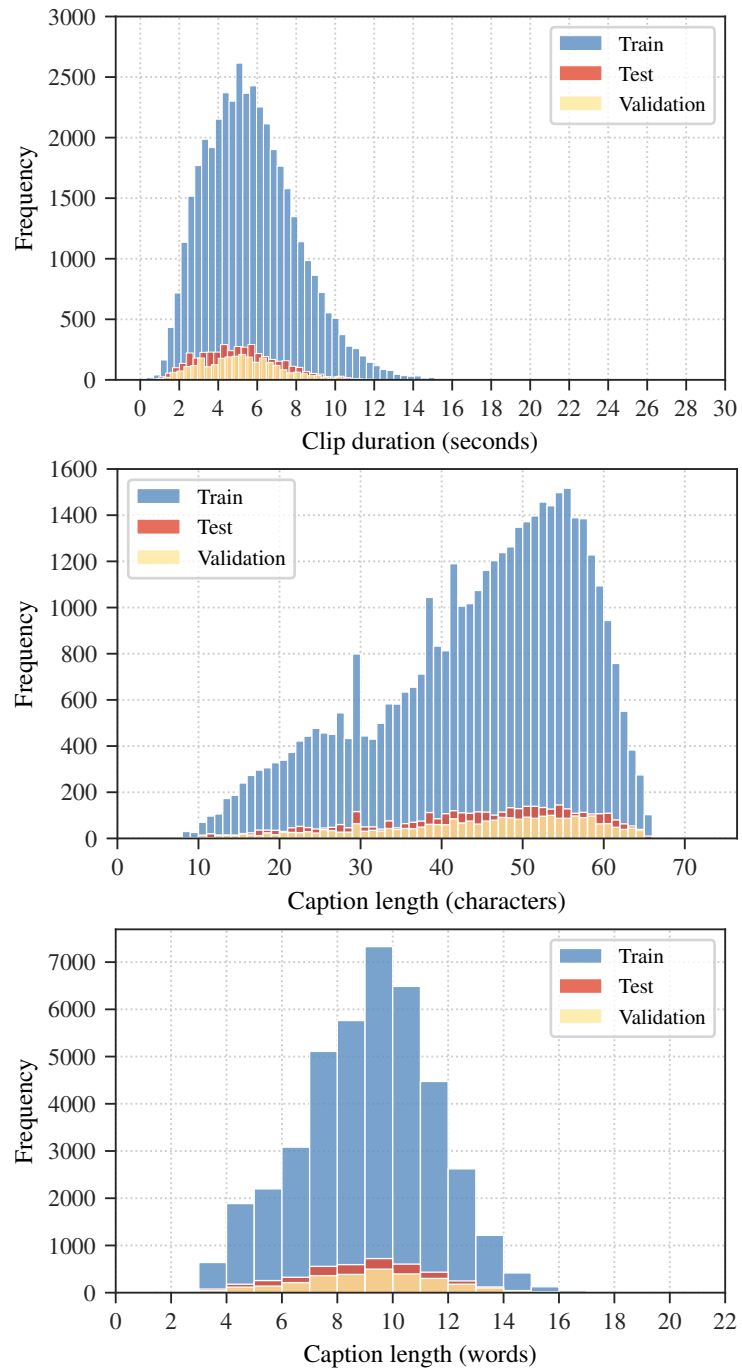 3000
2500
2000
1500
1000
500
0
Frequency
Train
Test
Validation
0 2 4 6 8 10 12 14 16 18 20 22 24 26 28 30
Clip duration (seconds)
1600
1400
1200
1000
800
600
400
200
0
Frequency
Train
Test
Validation
0 10 20 30 40 50 60 70
Caption length (characters)
7000
6000
5000
4000
3000
2000
1000
0
Frequency
Train
Test
Validation
0 2 4 6 8 10 12 14 16 18 20 22
Caption length (words)